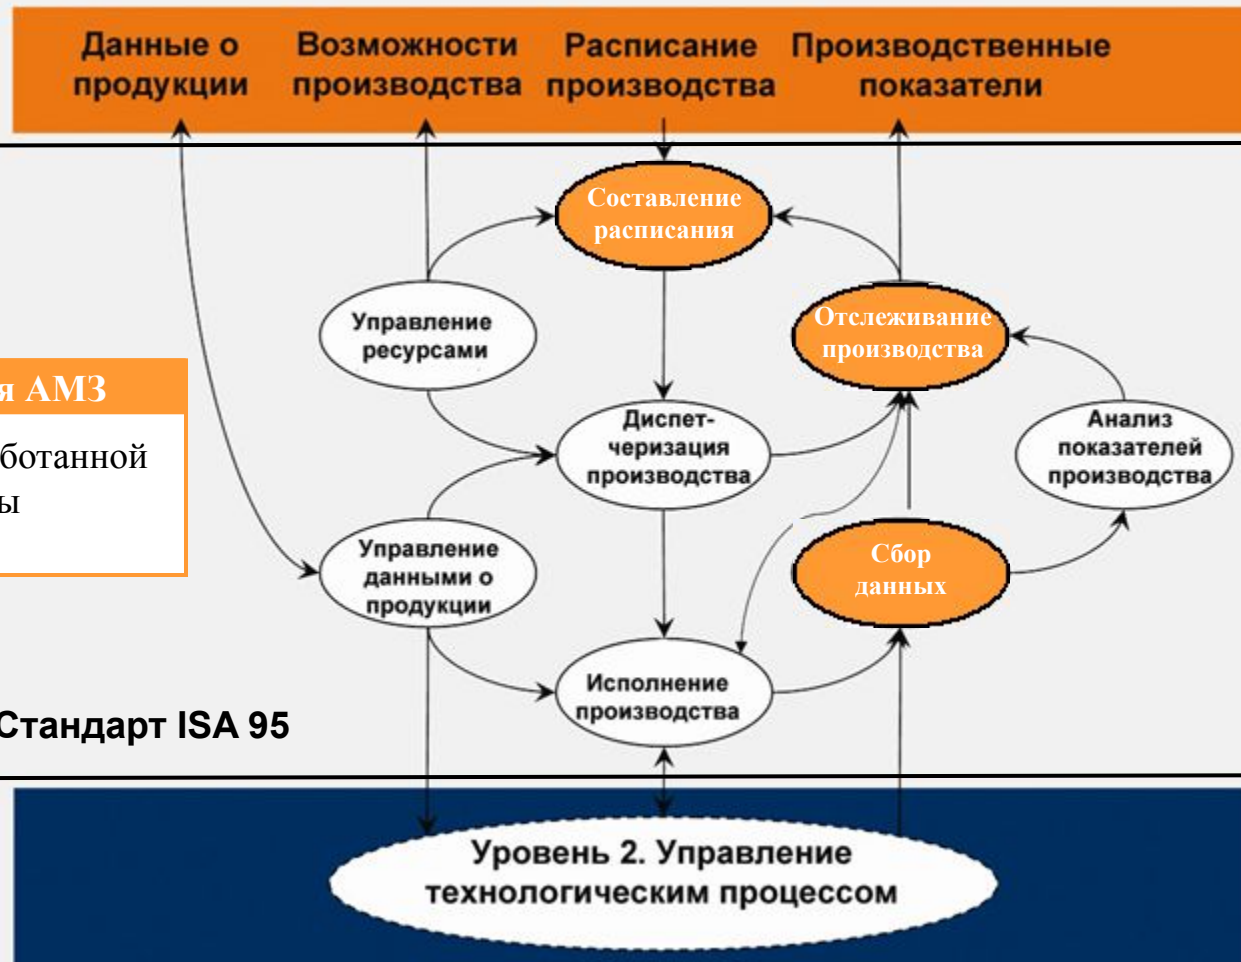 Данные о
продукции
Возможности
производства
Расписание
производства
Производственные
показатели
Составление
расписания
Управление
ресурсами
Отслеживание
производства
я АМЗ
ботанной
ы
Диспет-
черизация
производства
Анализ
показателей
производства
Управление
данными о
продукции
Сбор
данных
Исполнение
производства
Стандарт ISA 95
Уровень 2. Управление
технологическим процессом